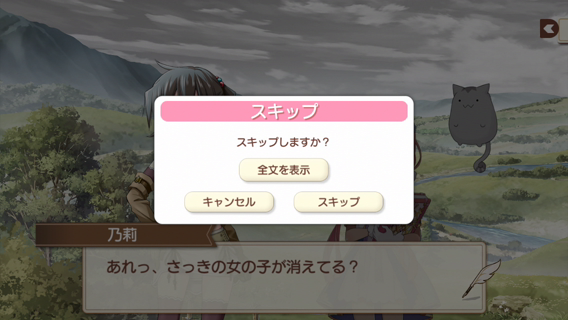 スキップ
スキップしますか？
全文を表示
キャンセル
スキップ
乃莉
あれっ、さっきの女の子が消えてる？